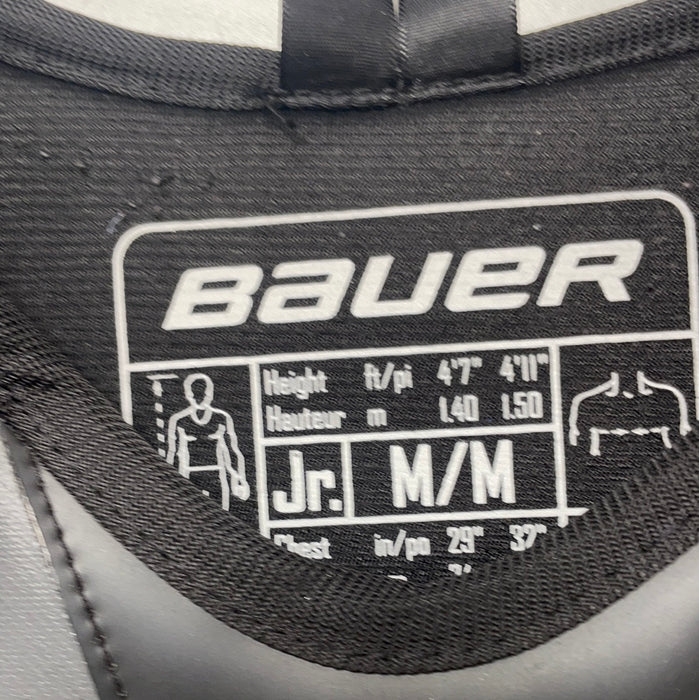 BAUER
Height ft/pi 4'7" 4'11"
Hauteur m 1.40 1.50
Jr. M/M
Chest in/po 29" 32"